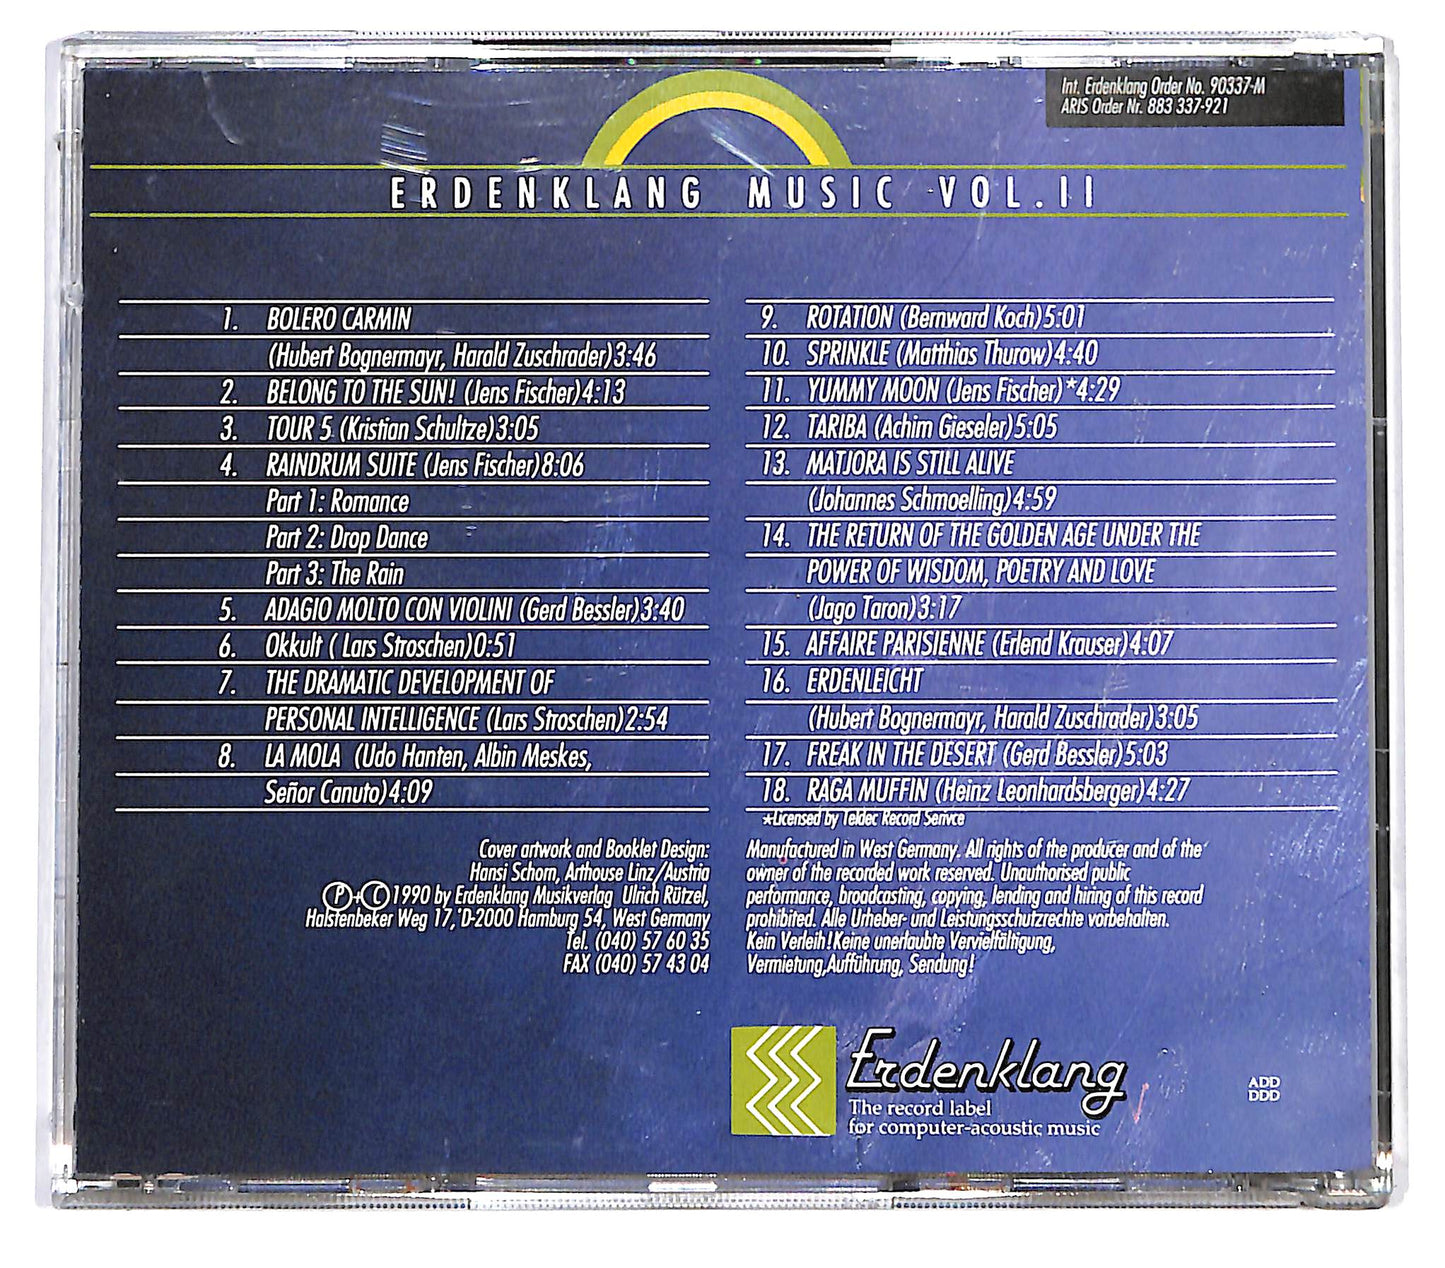 Int. Erdenklang Order No. 90337-M
ARIS Order Nr. 883 337-921
ERDENKLANG MUSIC VOL.II
1. BOLERO CARMIN
(Hubert Bognermayr, Harald Zuschrader)3:46
2. BELONG TO THE SUN! (Jens Fischer)4:13
3. TOUR 5 (Kristian Schultze)3:05
4. RAINDRUM SUITE (Jens Fischer)8:06
Part 1: Romance
Part 2: Drop Dance
Part 3: The Rain
5. ADAGIO MOLTO CON VIOLINI (Gerd Bessler)3:40
6. Okkult ( Lars Stroschen)0:51
7. THE DRAMATIC DEVELOPMENT OF
PERSONAL INTELLIGENCE (Lars Stroschen)2:54
8. LA MOLA (Udo Hanten, Albin Meskes,
Señor Canuto)4:09
9. ROTATION (Bernward Koch)5:01
10. SPRINKLE (Matthias Thurow)4:40
11. YUMMY MOON (Jens Fischer)*4:29
12. TARIBA (Achim Gieseler)5:05
13. MATJORA IS STILL ALIVE
(Johannes Schmoelling)4:59
14. THE RETURN OF THE GOLDEN AGE UNDER THE
POWER OF WISDOM, POETRY AND LOVE
(Jago Taron)3:17
15. AFFAIRE PARISIENNE (Erlend Krauser)4:07
16. ERDENLEICHT
(Hubert Bognermayr, Harald Zuschrader)3:05
17. FREAK IN THE DESERT (Gerd Bessler)5:03
18. RAGA MUFFIN (Heinz Leonhardsberger)4:27
*Licensed by Teldec Record Serivce
Cover artwork and Booklet Design:
Hansi Schorn, Arthouse Linz/Austria
Ⓟ+Ⓒ1990 by Erdenklang Musikverlag Ulrich Rützel,
Halstenbeker Weg 17, D-2000 Hamburg 54, West Germany
Tel. (040) 57 60 35
FAX (040) 57 43 04
Manufactured in West Germany. All rights of the producer and of the
owner of the recorded work reserved. Unauthorised public
performance, broadcasting, copying, lending and hiring of this record
prohibited. Alle Urheber- und Leistungsschutzrechte vorbehalten.
Kein Verleih!Keine unerlaubte Vervielfältigung,
Vermietung,Aufführung, Sendung!
Erdenklang
The record label
for computer-acoustic music
ADD
DDD